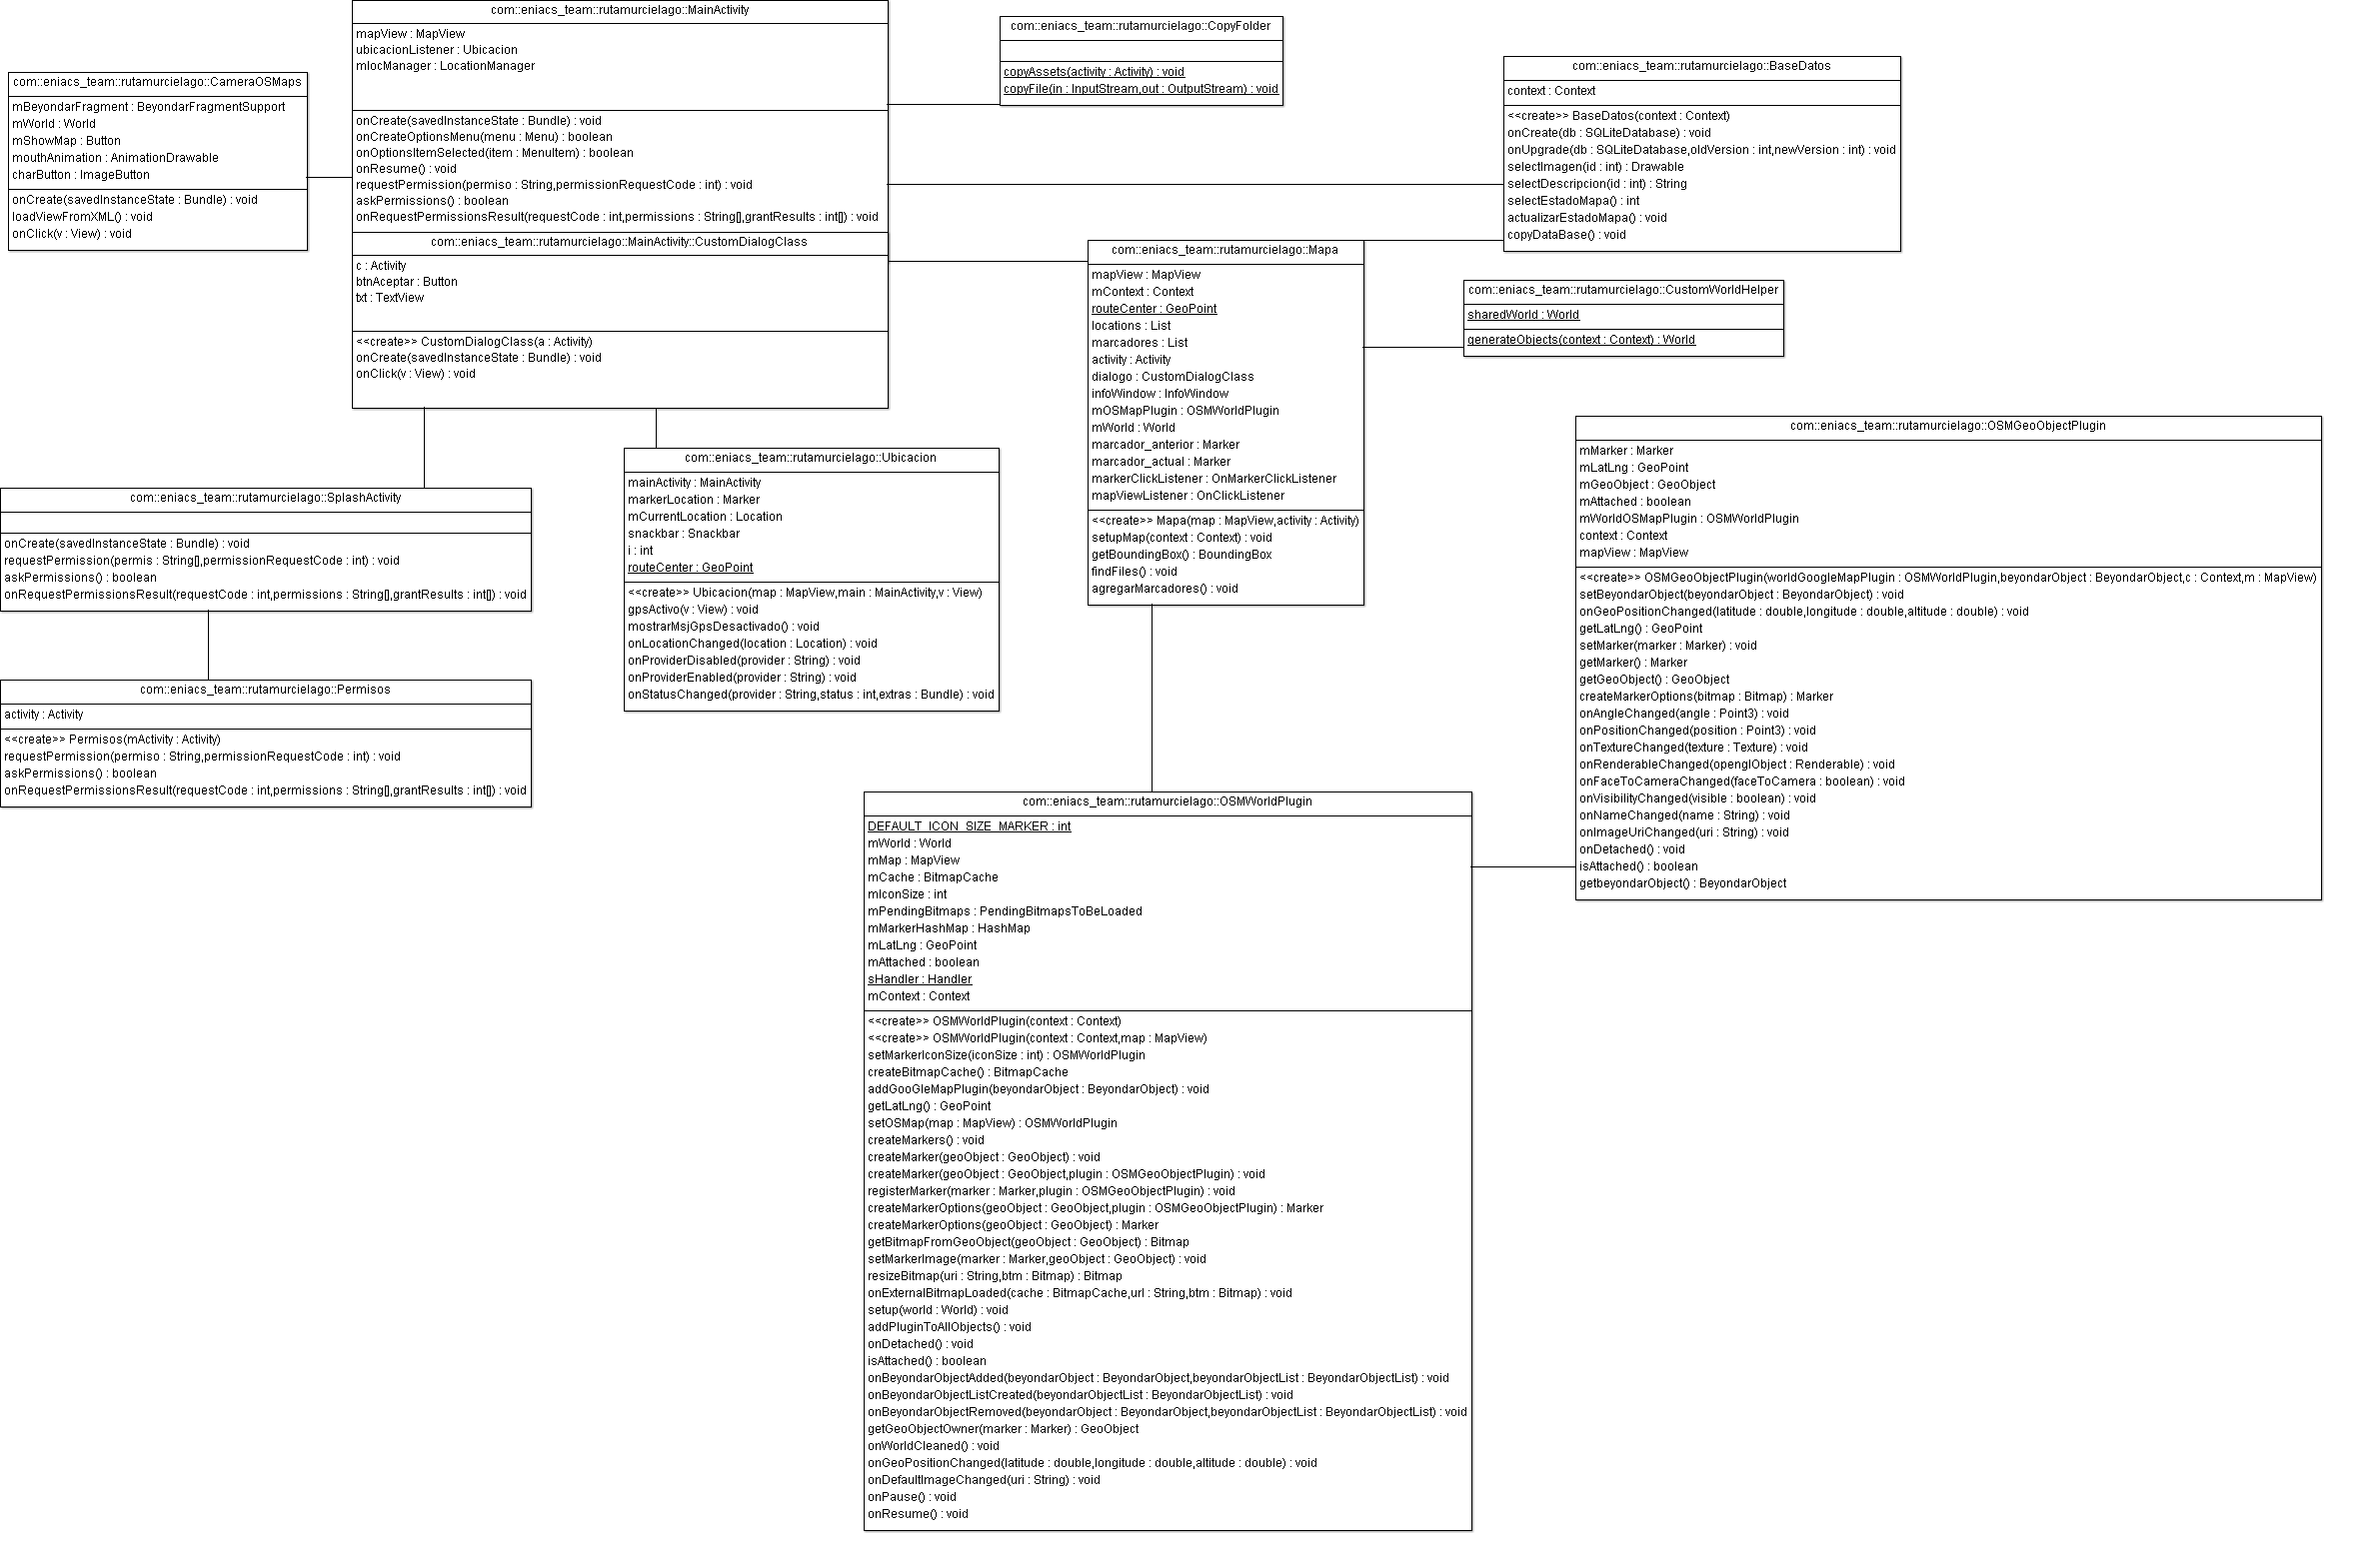 com::eniacs_team::rutamurcielago::MainActivity
mapView : MapView
ubicacionListener : Ubicacion
mlocManager : LocationManager
onCreate(savedInstanceState : Bundle) : void
onCreateOptionsMenu(menu : Menu) : boolean
onOptionsItemSelected(item : MenuItem) : boolean
onResume() : void
requestPermission(permiso : String,permissionRequestCode : int) : void
askPermissions() : boolean
onRequestPermissionsResult(requestCode : int,permissions : String[],grantResults : int[]) : void
com::eniacs_team::rutamurcielago::MainActivity::CustomDialogClass
c : Activity
btnAceptar : Button
txt : TextView
<<create>> CustomDialogClass(a : Activity)
onCreate(savedInstanceState : Bundle) : void
onClick(v : View) : void
com::eniacs_team::rutamurcielago::CopyFolder
copyAssets(activity : Activity) : void
copyFile(in : InputStream,out : OutputStream) : void
com::eniacs_team::rutamurcielago::BaseDatos
context : Context
<<create>> BaseDatos(context : Context)
onCreate(db : SQLiteDatabase) : void
onUpgrade(db : SQLiteDatabase,oldVersion : int,newVersion : int) : void
selectImagen(id : int) : Drawable
selectDescripcion(id : int) : String
selectEstadoMapa() : int
actualizarEstadoMapa() : void
copyDataBase() : void
com::eniacs_team::rutamurcielago::CameraOSMaps
mBeyondarFragment : BeyondarFragmentSupport
mWorld : World
mShowMap : Button
mouthAnimation : AnimationDrawable
charButton : ImageButton
onCreate(savedInstanceState : Bundle) : void
loadViewFromXML() : void
onClick(v : View) : void
com::eniacs_team::rutamurcielago::Mapa
mapView : MapView
mContext : Context
routeCenter : GeoPoint
locations : List
marcadores : List
activity : Activity
dialogo : CustomDialogClass
infoWindow : InfoWindow
mOSMapPlugin : OSMWorldPlugin
mWorld : World
marcador_anterior : Marker
marcador_actual : Marker
markerClickListener : OnMarkerClickListener
mapViewListener : OnClickListener
<<create>> Mapa(map : MapView,activity : Activity)
setupMap(context : Context) : void
getBoundingBox() : BoundingBox
findFiles() : void
agregarMarcadores() : void
com::eniacs_team::rutamurcielago::CustomWorldHelper
sharedWorld : World
generateObjects(context : Context) : World
com::eniacs_team::rutamurcielago::OSMGeoObjectPlugin
mMarker : Marker
mLatLng : GeoPoint
mGeoObject : GeoObject
mAttached : boolean
mWorldOSMapPlugin : OSMWorldPlugin
context : Context
mapView : MapView
<<create>> OSMGeoObjectPlugin(worldGoogleMapPlugin : OSMWorldPlugin,beyondarObject : BeyondarObject,c : Context,m : MapView)
setBeyondarObject(beyondarObject : BeyondarObject) : void
onGeoPositionChanged(latitude : double,longitude : double,altitude : double) : void
getLatLng() : GeoPoint
setMarker(marker : Marker) : void
getMarker() : Marker
getGeoObject() : GeoObject
createMarkerOptions(bitmap : Bitmap) : Marker
onAngleChanged(angle : Point3) : void
onPositionChanged(position : Point3) : void
onTextureChanged(texture : Texture) : void
onRenderableChanged(openglObject : Renderable) : void
onFaceToCameraChanged(faceToCamera : boolean) : void
onVisibilityChanged(visible : boolean) : void
onNameChanged(name : String) : void
onImageUriChanged(uri : String) : void
onDetached() : void
isAttached() : boolean
getbeyondarObject() : BeyondarObject
com::eniacs_team::rutamurcielago::Ubicacion
mainActivity : MainActivity
markerLocation : Marker
mCurrentLocation : Location
snackbar : Snackbar
i : int
routeCenter : GeoPoint
<<create>> Ubicacion(map : MapView,main : MainActivity,v : View)
gpsActivo(v : View) : void
mostrarMsjGpsDesactivado() : void
onLocationChanged(location : Location) : void
onProviderDisabled(provider : String) : void
onProviderEnabled(provider : String) : void
onStatusChanged(provider : String,status : int,extras : Bundle) : void
com::eniacs_team::rutamurcielago::SplashActivity
onCreate(savedInstanceState : Bundle) : void
requestPermission(permis : String[],permissionRequestCode : int) : void
askPermissions() : boolean
onRequestPermissionsResult(requestCode : int,permissions : String[],grantResults : int[]) : void
com::eniacs_team::rutamurcielago::Permisos
activity : Activity
<<create>> Permisos(mActivity : Activity)
requestPermission(permiso : String,permissionRequestCode : int) : void
askPermissions() : boolean
onRequestPermissionsResult(requestCode : int,permissions : String[],grantResults : int[]) : void
com::eniacs_team::rutamurcielago::OSMWorldPlugin
DEFAULT_ICON_SIZE_MARKER : int
mWorld : World
mMap : MapView
mCache : BitmapCache
mIconSize : int
mPendingBitmaps : PendingBitmapsToBeLoaded
mMarkerHashMap : HashMap
mLatLng : GeoPoint
mAttached : boolean
sHandler : Handler
mContext : Context
<<create>> OSMWorldPlugin(context : Context)
<<create>> OSMWorldPlugin(context : Context,map : MapView)
setMarkerIconSize(iconSize : int) : OSMWorldPlugin
createBitmapCache() : BitmapCache
addGooGleMapPlugin(beyondarObject : BeyondarObject) : void
getLatLng() : GeoPoint
setOSMap(map : MapView) : OSMWorldPlugin
createMarkers() : void
createMarker(geoObject : GeoObject) : void
createMarker(geoObject : GeoObject,plugin : OSMGeoObjectPlugin) : void
registerMarker(marker : Marker,plugin : OSMGeoObjectPlugin) : void
createMarkerOptions(geoObject : GeoObject,plugin : OSMGeoObjectPlugin) : Marker
createMarkerOptions(geoObject : GeoObject) : Marker
getBitmapFromGeoObject(geoObject : GeoObject) : Bitmap
setMarkerImage(marker : Marker,geoObject : GeoObject) : void
resizeBitmap(uri : String,btm : Bitmap) : Bitmap
onExternalBitmapLoaded(cache : BitmapCache,url : String,btm : Bitmap) : void
setup(world : World) : void
addPluginToAllObjects() : void
onDetached() : void
isAttached() : boolean
onBeyondarObjectAdded(beyondarObject : BeyondarObject,beyondarObjectList : BeyondarObjectList) : void
onBeyondarObjectListCreated(beyondarObjectList : BeyondarObjectList) : void
onBeyondarObjectRemoved(beyondarObject : BeyondarObject,beyondarObjectList : BeyondarObjectList) : void
getGeoObjectOwner(marker : Marker) : GeoObject
onWorldCleaned() : void
onGeoPositionChanged(latitude : double,longitude : double,altitude : double) : void
onDefaultImageChanged(uri : String) : void
onPause() : void
onResume() : void